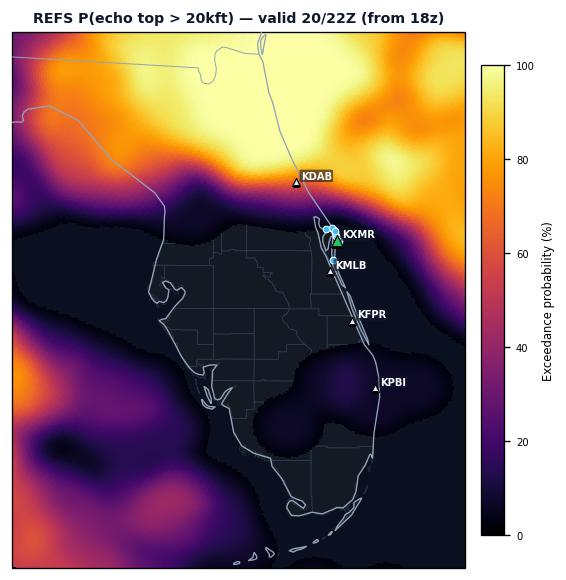 REFS P(echo top > 20kft) — valid 20/22Z (from 18z)
KDAB
KXMR
KMLB
KFPR
KPBI
100
80
60
40
20
0
Exceedance probability (%)